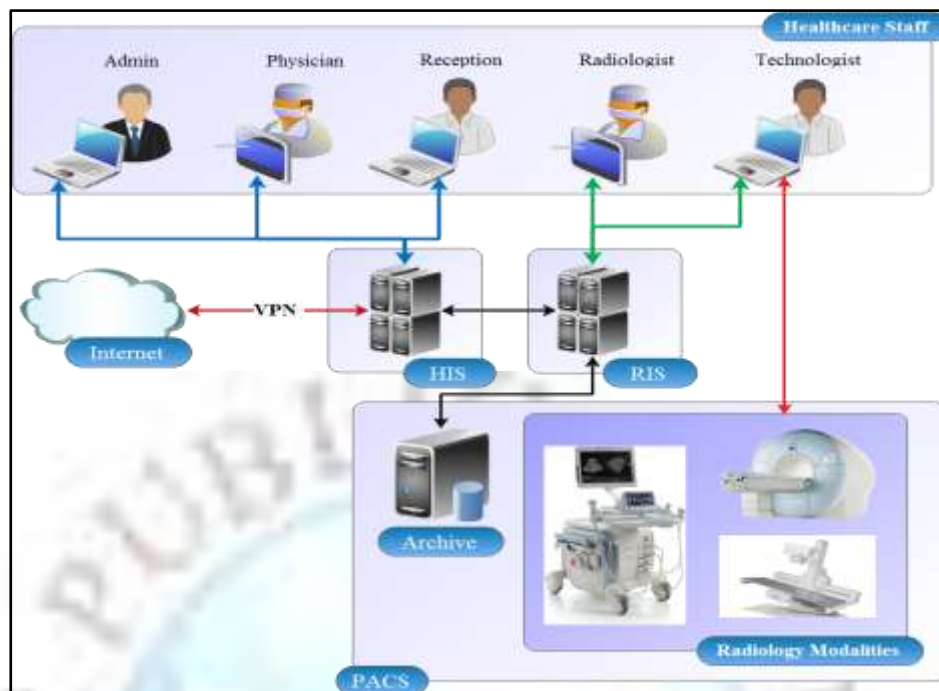 Healthcare Staff
Admin
Physician
Reception
Radiologist
Technologist
VPN
Internet
HIS
RIS
Archive
Radiology Modalities
PACS